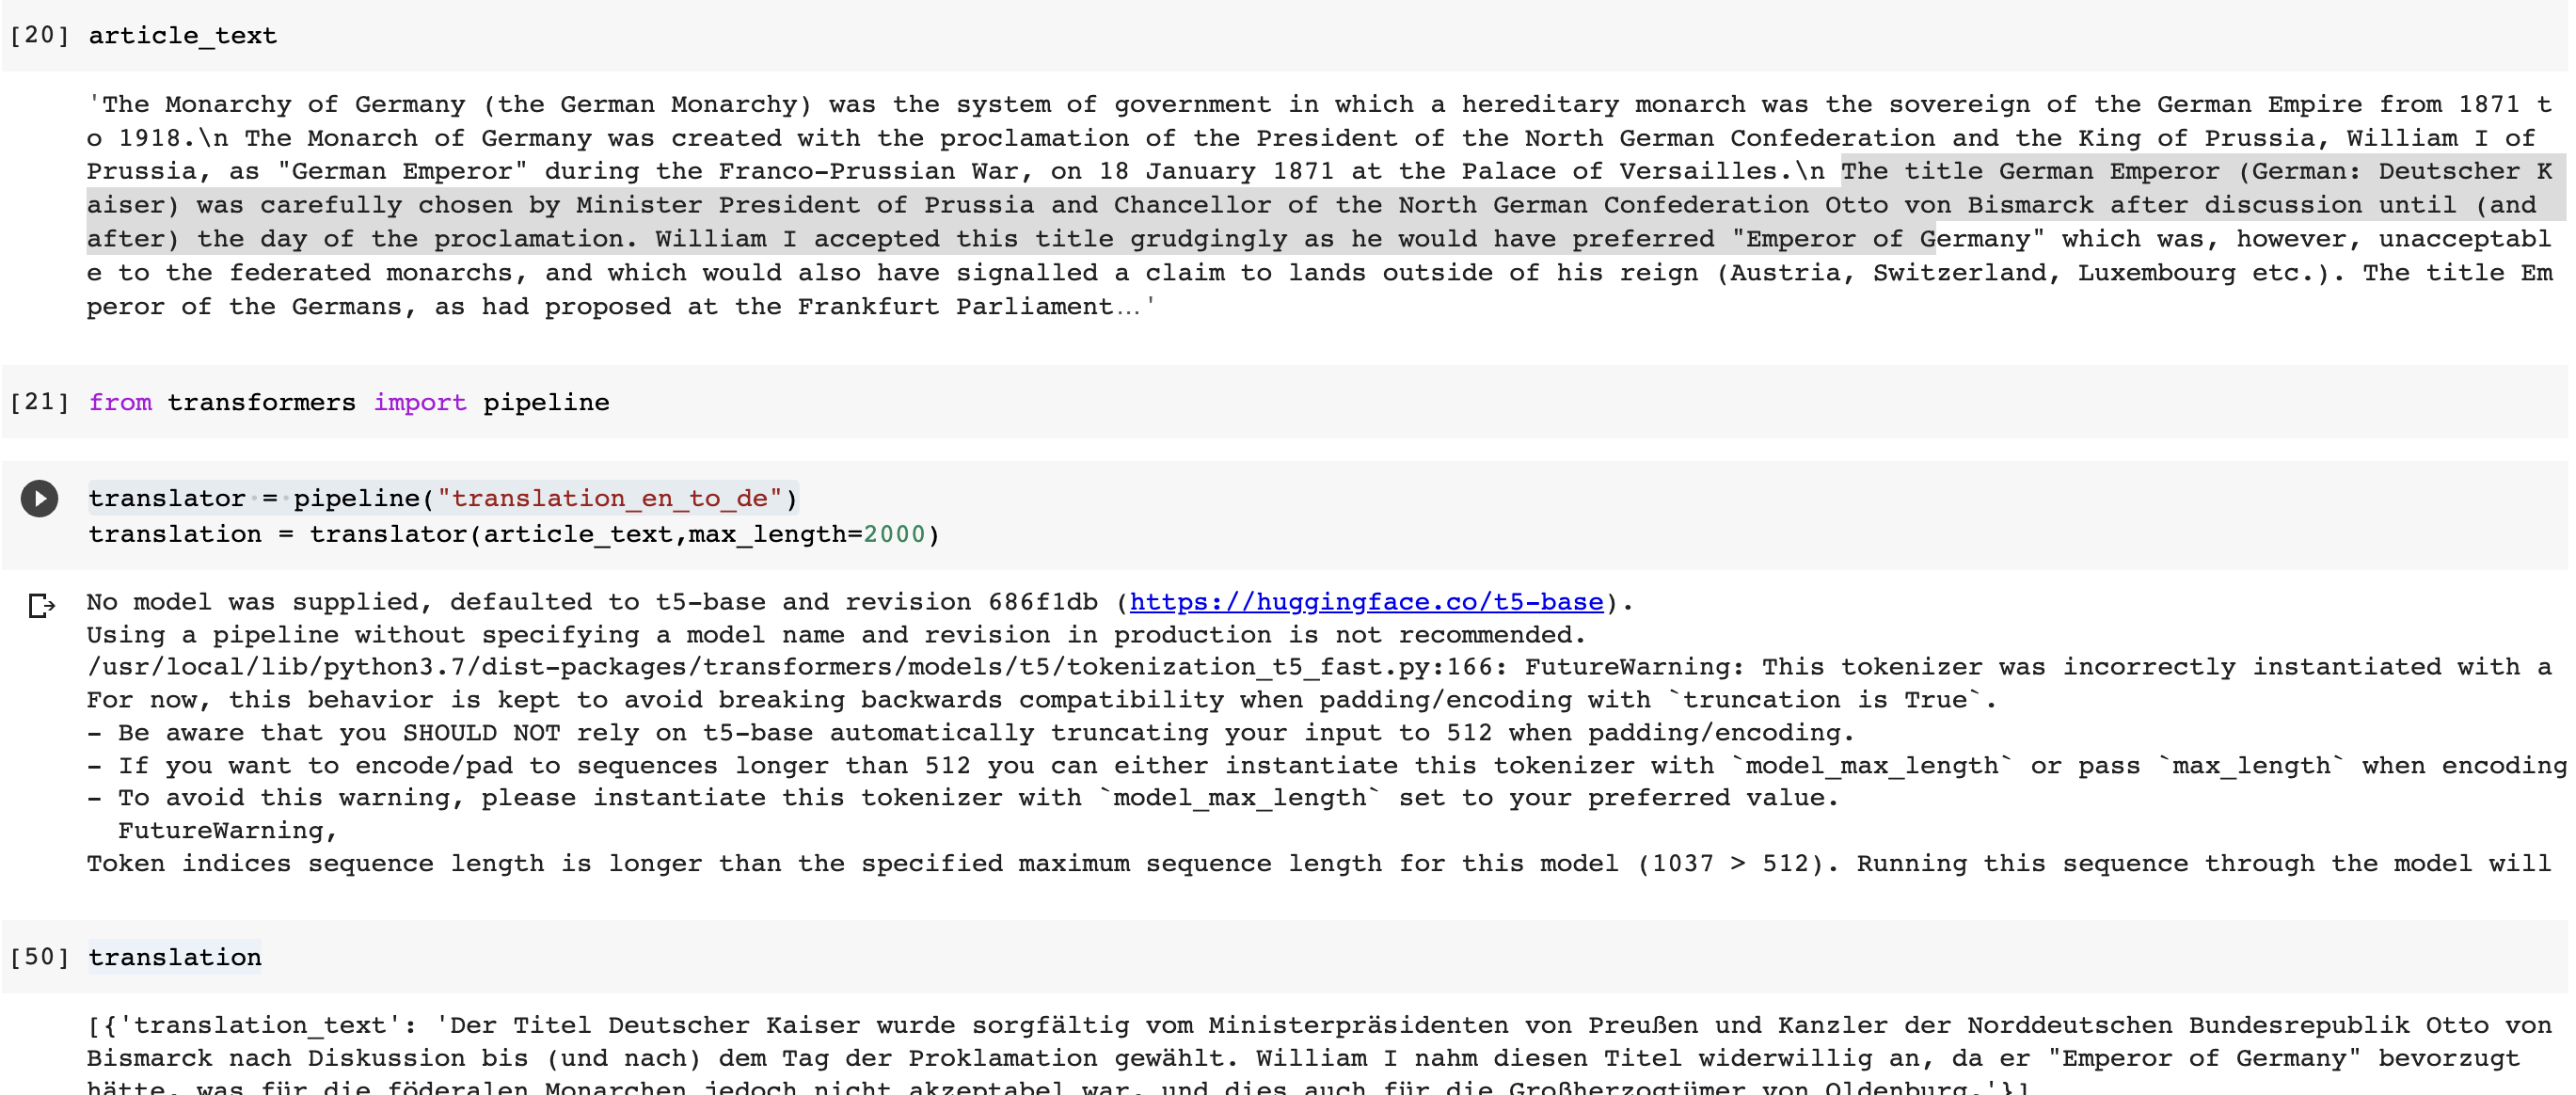 [20] article_text
'The Monarchy of Germany (the German Monarchy) was the system of government in which a hereditary monarch was the sovereign of the German Empire from 1871 t
o 1918.\n The Monarch of Germany was created with the proclamation of the President of the North German Confederation and the King of Prussia, William I of
Prussia, as "German Emperor" during the Franco-Prussian War, on 18 January 1871 at the Palace of Versailles.\n The title German Emperor (German: Deutscher K
aiser) was carefully chosen by Minister President of Prussia and Chancellor of the North German Confederation Otto von Bismarck after discussion until (and
after) the day of the proclamation. William I accepted this title grudgingly as he would have preferred "Emperor of Germany" which was, however, unacceptabl
e to the federated monarchs, and which would also have signalled a claim to lands outside of his reign (Austria, Switzerland, Luxembourg etc.). The title Em
peror of the Germans, as had proposed at the Frankfurt Parliament…'
[21] from transformers import pipeline
translator = pipeline("translation_en_to_de")
translation = translator(article_text,max_length=2000)
No model was supplied, defaulted to t5-base and revision 686f1db (https://huggingface.co/t5-base).
Using a pipeline without specifying a model name and revision in production is not recommended.
/usr/local/lib/python3.7/dist-packages/transformers/models/t5/tokenization_t5_fast.py:166: FutureWarning: This tokenizer was incorrectly instantiated with a
For now, this behavior is kept to avoid breaking backwards compatibility when padding/encoding with `truncation is True`.
- Be aware that you SHOULD NOT rely on t5-base automatically truncating your input to 512 when padding/encoding.
- If you want to encode/pad to sequences longer than 512 you can either instantiate this tokenizer with `model_max_length` or pass `max_length` when encoding
- To avoid this warning, please instantiate this tokenizer with `model_max_length` set to your preferred value.
FutureWarning,
Token indices sequence length is longer than the specified maximum sequence length for this model (1037 > 512). Running this sequence through the model will
[50] translation
[{'translation_text': 'Der Titel Deutscher Kaiser wurde sorgfältig vom Ministerpräsidenten von Preußen und Kanzler der Norddeutschen Bundesrepublik Otto von
Bismarck nach Diskussion bis (und nach) dem Tag der Proklamation gewählt. William I nahm diesen Titel widerwillig an, da er "Emperor of Germany" bevorzugt
hätte, was für die föderalen Monarchen jedoch nicht akzeptabel war, und dies auch für die Großherzogtümer von Oldenburg.'}]